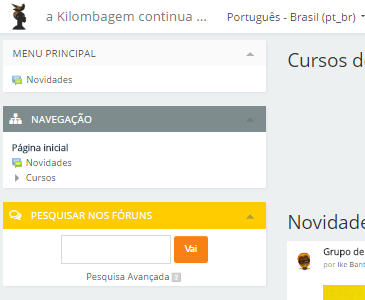 a Kilombagem continua ... Português - Brasil (pt_br)
MENU PRINCIPAL
Novidades
NAVEGAÇÃO
Página inicial
Novidades
Cursos
PESQUISAR NOS FÓRUNS
Vai
Pesquisa Avançada ?
Cursos d
Novidade
Grupo de
por Ike Bant